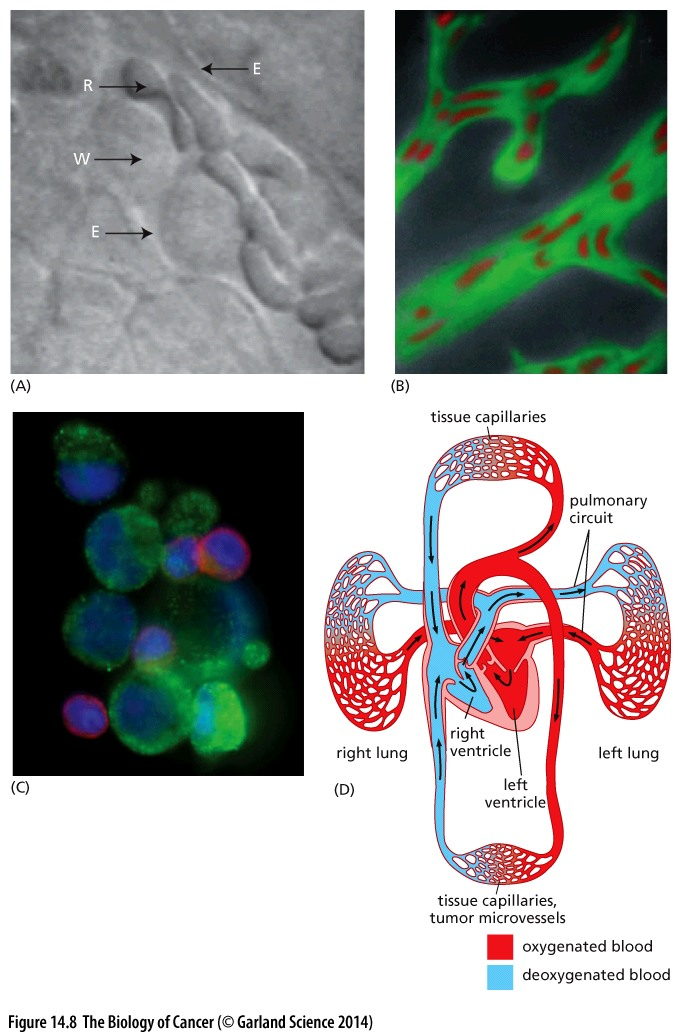 E
R
W
E
(A)
(B)
tissue capillaries
pulmonary
circuit
right lung
right
ventricle
left lung
left
ventricle
(C)
(D)
tissue capillaries,
tumor microvessels
oxygenated blood
deoxygenated blood
Figure 14.8 The Biology of Cancer (© Garland Science 2014)